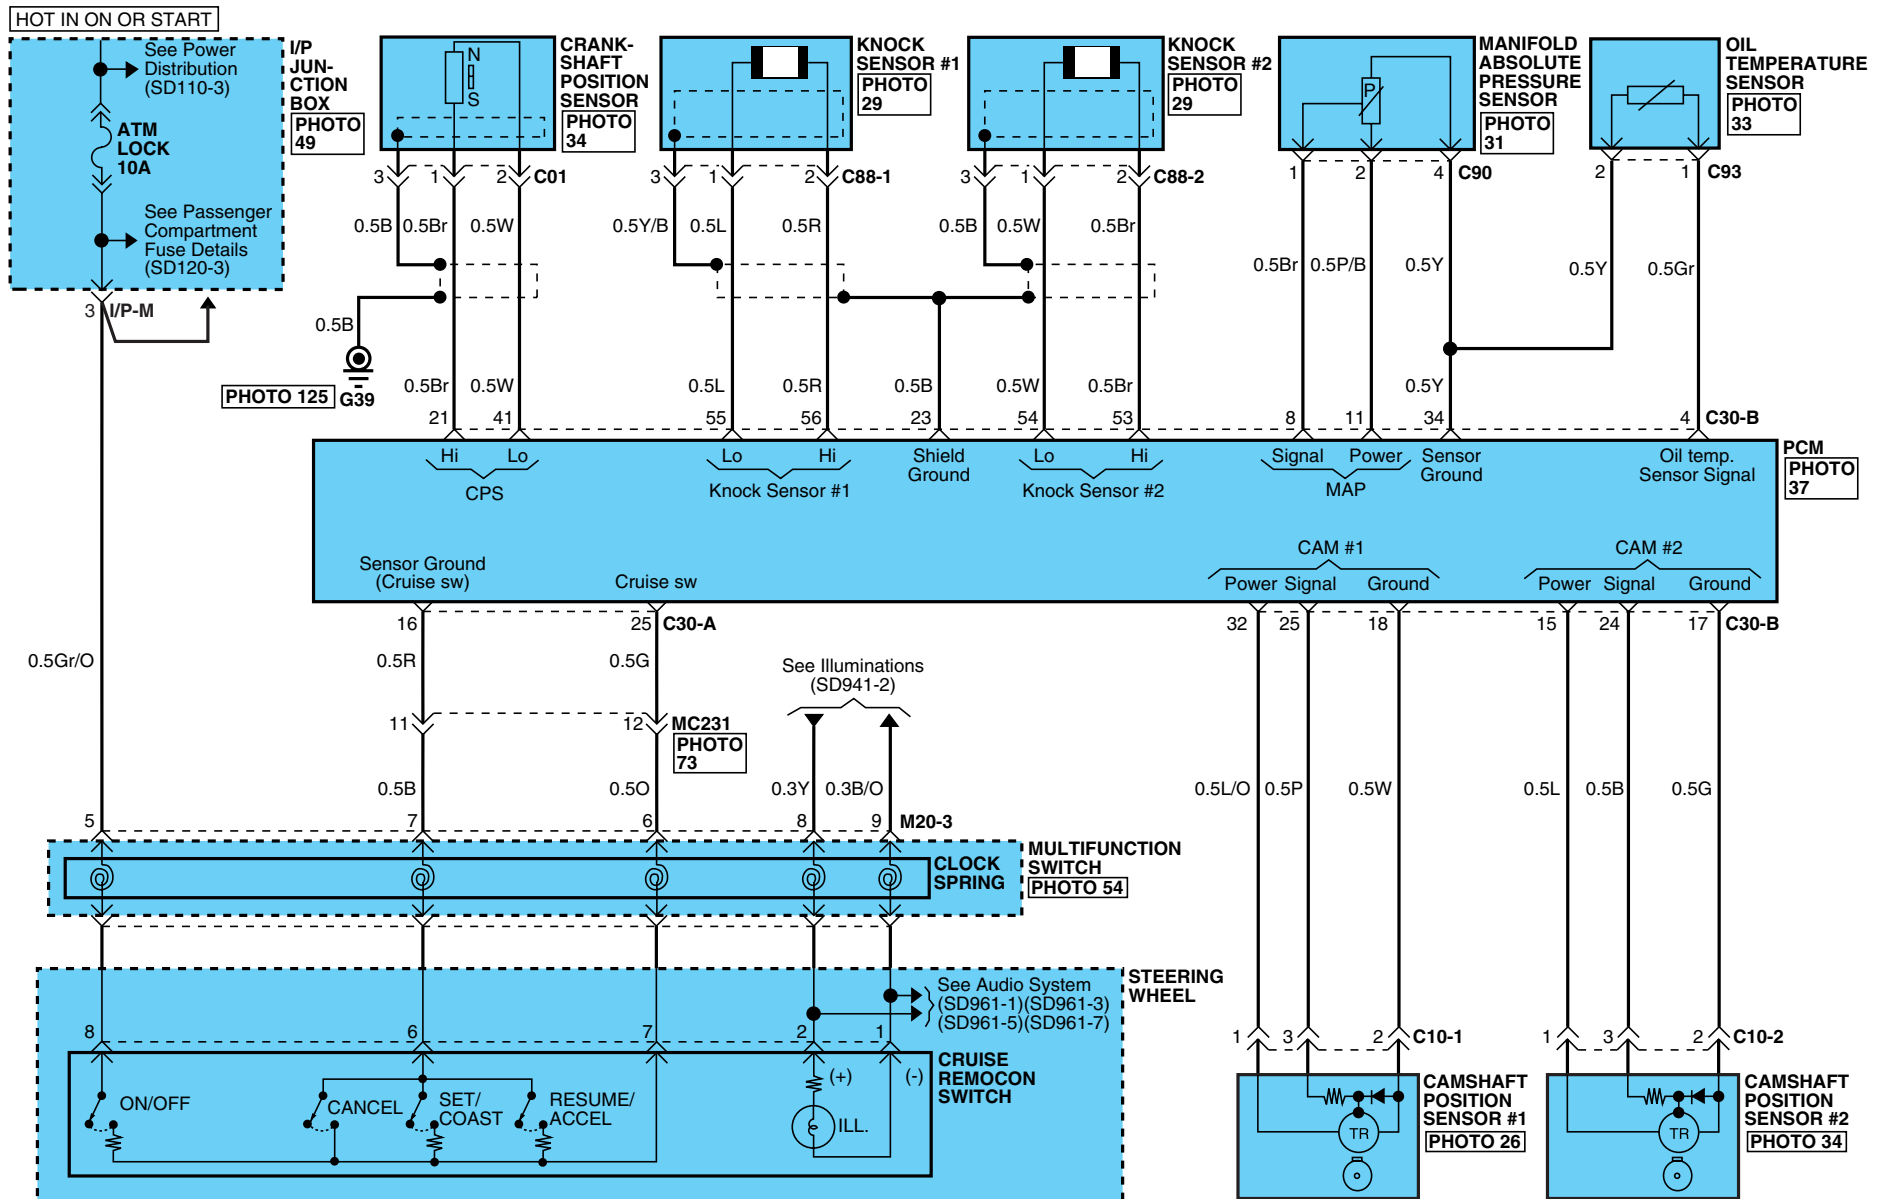 HOT IN ON OR START
See Power
Distribution
(SD110-3)
ATM
LOCK
10A
See Passenger
Compartment
Fuse Details
(SD120-3)
I/P
JUN-
CTION
BOX
PHOTO
49
3 I/P-M
N
S
CRANK-
SHAFT
POSITION
SENSOR
PHOTO
34
3 1 2 C01
0.5B 0.5Br 0.5W
0.5B
PHOTO 125 G39
0.5Br 0.5W
KNOCK
SENSOR #1
PHOTO
29
3 1 2 C88-1
0.5Y/B 0.5L 0.5R
0.5L 0.5R 0.5B
KNOCK
SENSOR #2
PHOTO
29
3 1 2 C88-2
0.5B 0.5W 0.5Br
0.5W 0.5Br
P
MANIFOLD
ABSOLUTE
PRESSURE
SENSOR
PHOTO
31
1 2 4 C90
0.5Br 0.5P/B 0.5Y
0.5Y
OIL
TEMPERATURE
SENSOR
PHOTO
33
2 1 C93
0.5Y 0.5Gr
21 41 55 56 23 54 53 8 11 34 4 C30-B
Hi Lo
CPS
Lo Hi
Knock Sensor #1
Shield
Ground
Lo Hi
Knock Sensor #2
Signal Power
MAP
Sensor
Ground
Oil temp.
Sensor Signal
PCM
PHOTO
37
Sensor Ground
(Cruise sw)
Cruise sw
CAM #1
Power Signal Ground
CAM #2
Power Signal Ground
16 25 C30-A
32 25 18 15 24 17 C30-B
0.5Gr/O
0.5R 0.5G
See Illuminations
(SD941-2)
11 12 MC231
PHOTO
73
0.5B 0.5O 0.3Y 0.3B/O
0.5L/O 0.5P 0.5W 0.5L 0.5B 0.5G
5 7 6 8 9 M20-3
CLOCK
SPRING
MULTIFUNCTION
SWITCH
PHOTO 54
STEERING
WHEEL
See Audio System
(SD961-1)(SD961-3)
(SD961-5)(SD961-7)
8 6 7 2 1
CRUISE
REMOCON
SWITCH
ON/OFF
CANCEL
SET/
COAST
RESUME/
ACCEL
(+) (-)
ILL.
1 3 2 C10-1
TR
CAMSHAFT
POSITION
SENSOR #1
PHOTO 26
1 3 2 C10-2
TR
CAMSHAFT
POSITION
SENSOR #2
PHOTO 34